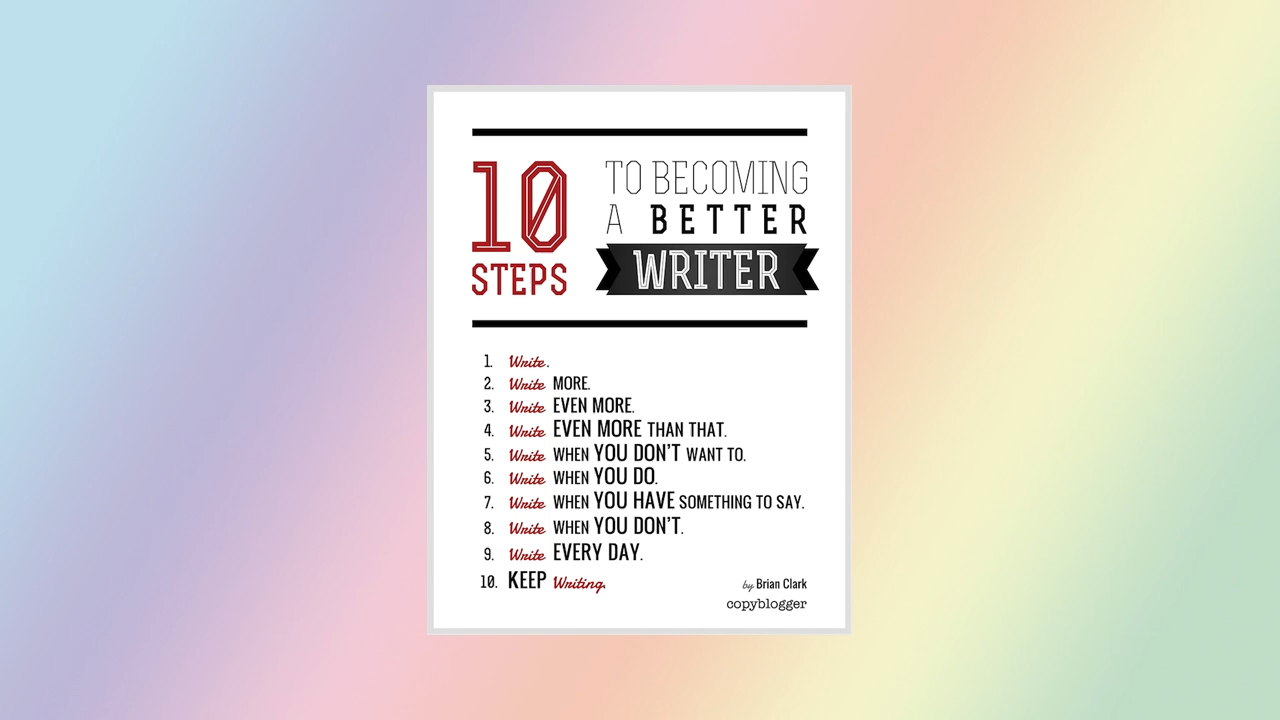 10
STEPS
TO BECOMING
A BETTER
WRITER
1. Write.
2. Write MORE.
3. Write EVEN MORE.
4. Write EVEN MORE THAN THAT.
5. Write WHEN YOU DON'T WANT TO.
6. Write WHEN YOU DO.
7. Write WHEN YOU HAVE SOMETHING TO SAY.
8. Write WHEN YOU DON'T.
9. Write EVERY DAY.
10. KEEP Writing.
by Brian Clark
copyblogger